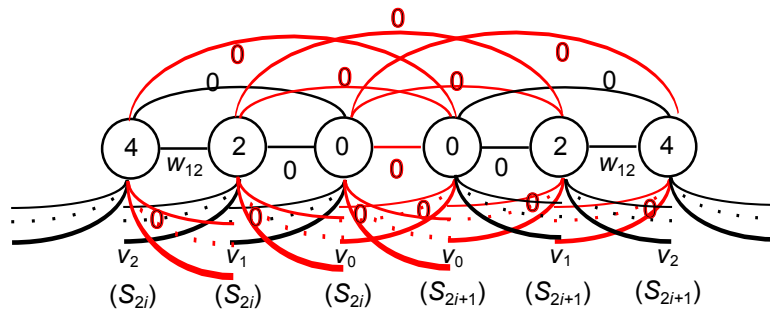 0
0
0 0 0 0
4 2 0 0 2 4
w12 0 0 0 w12
0 0 0 0 0 0
v2 v1 v0 v0 v1 v2
(S2i) (S2i) (S2i) (S2i+1) (S2i+1) (S2i+1)